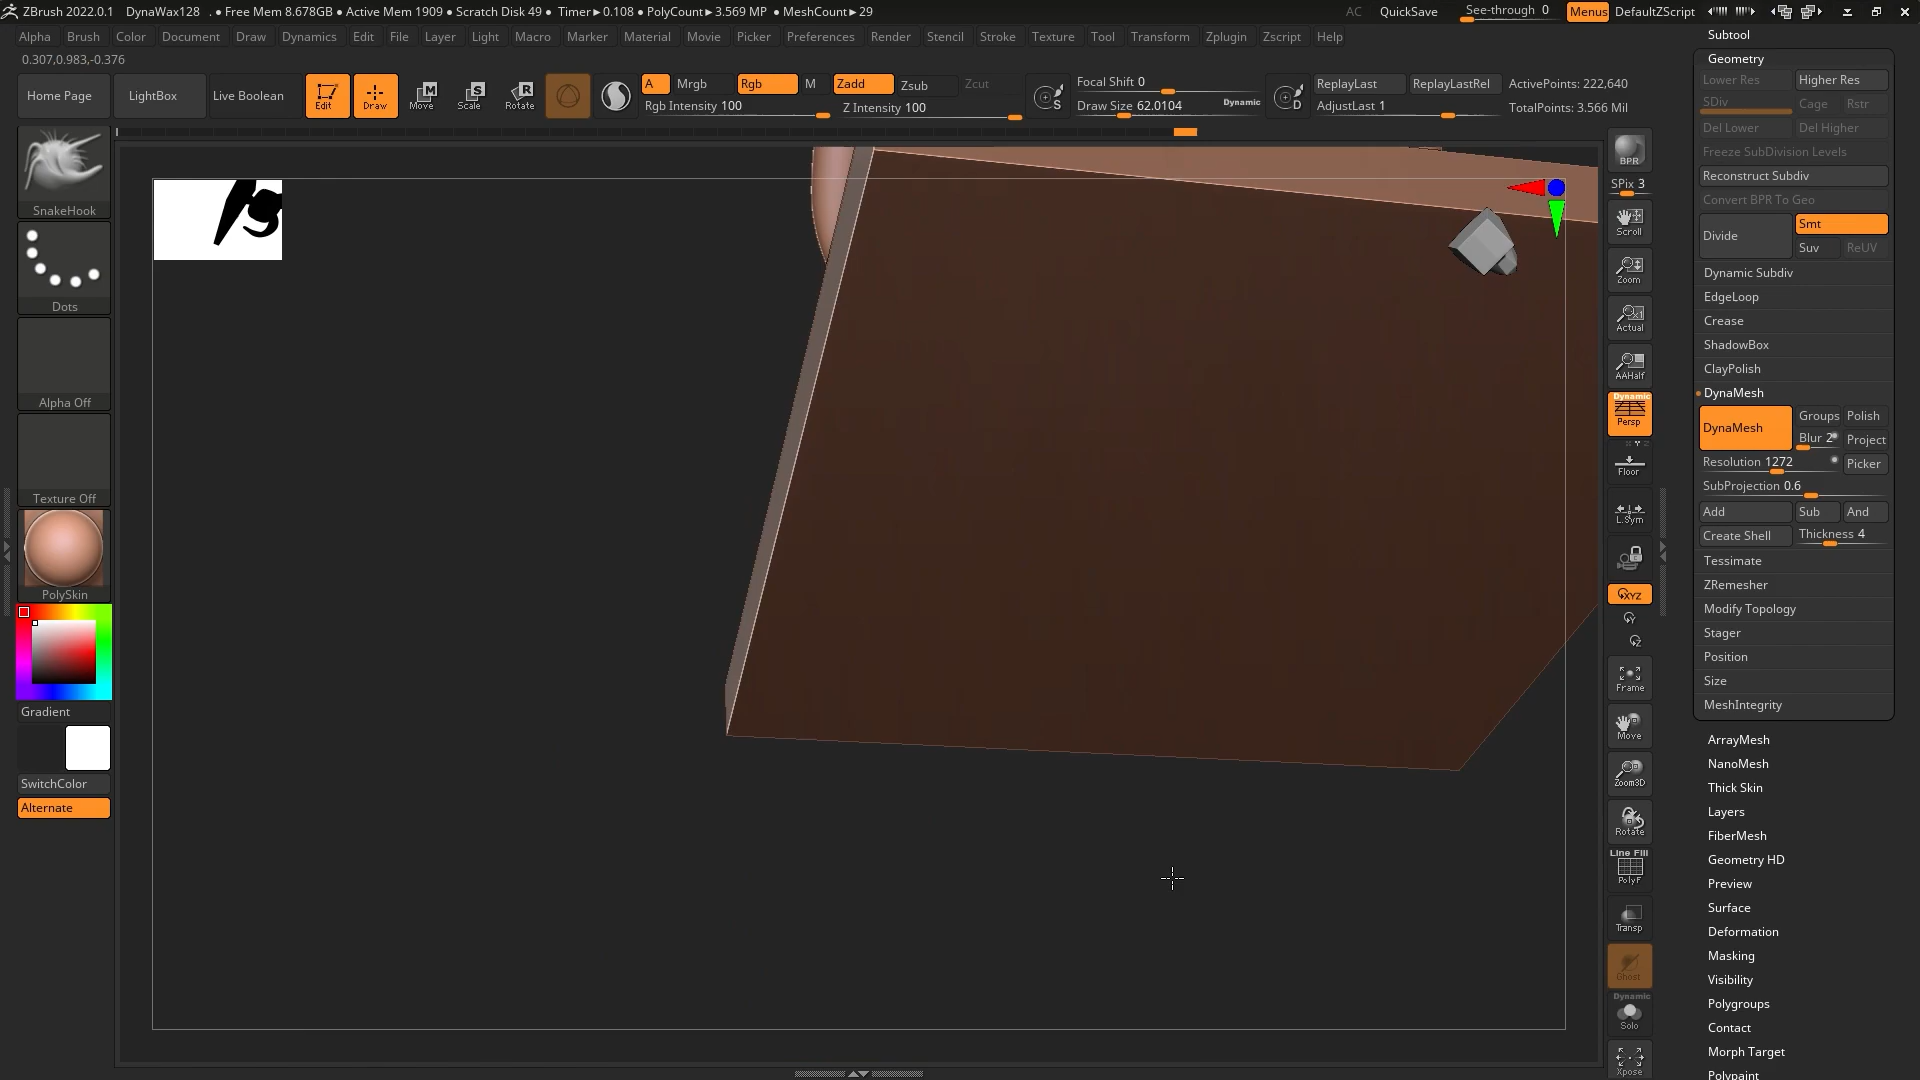 ZBrush 2022.0.1 DynaWax128 . • Free Mem 8.678GB • Active Mem 1909 • Scratch Disk 49 • Timer►0.108 • PolyCount►3.569 MP • MeshCount►29 AC QuickSave See-through 0 Menus DefaultZScript
Alpha Brush Color Document Draw Dynamics Edit File Layer Light Macro Marker Material Movie Picker Preferences Render Stencil Stroke Texture Tool Transform Zplugin Zscript Help
0.307,0.983,-0.376
Home Page LightBox Live Boolean Edit Draw Move Scale Rotate
A Mrgb Rgb M Zadd Zsub Zcut
Rgb Intensity 100 Z Intensity 100
S Focal Shift 0
Draw Size 62.0104 Dynamic
D ReplayLast ReplayLastRel
AdjustLast 1
ActivePoints: 222,640
TotalPoints: 3.566 Mil
SnakeHook
Dots
Alpha Off
Texture Off
PolySkin
Gradient
SwitchColor
Alternate
BPR
SPix 3
Scroll
Zoom
Actual
AAHalf
Dynamic
Persp
Floor
L.Sym
XYZ
Y
Z
Frame
Move
Zoom3D
Rotate
Line Fill
PolyF
Transp
Ghost
Dynamic
Solo
Xpose
Subtool
Geometry
Lower Res Higher Res
SDiv Cage Rstr
Del Lower Del Higher
Freeze SubDivision Levels
Reconstruct Subdiv
Convert BPR To Geo
Divide Smt
Suv ReUV
Dynamic Subdiv
EdgeLoop
Crease
ShadowBox
ClayPolish
DynaMesh
DynaMesh Groups Polish
Blur 2 Project
Resolution 1272 Picker
SubProjection 0.6
Add Sub And
Create Shell Thickness 4
Tessimate
ZRemesher
Modify Topology
Stager
Position
Size
MeshIntegrity
ArrayMesh
NanoMesh
Thick Skin
Layers
FiberMesh
Geometry HD
Preview
Surface
Deformation
Masking
Visibility
Polygroups
Contact
Morph Target
Polypaint